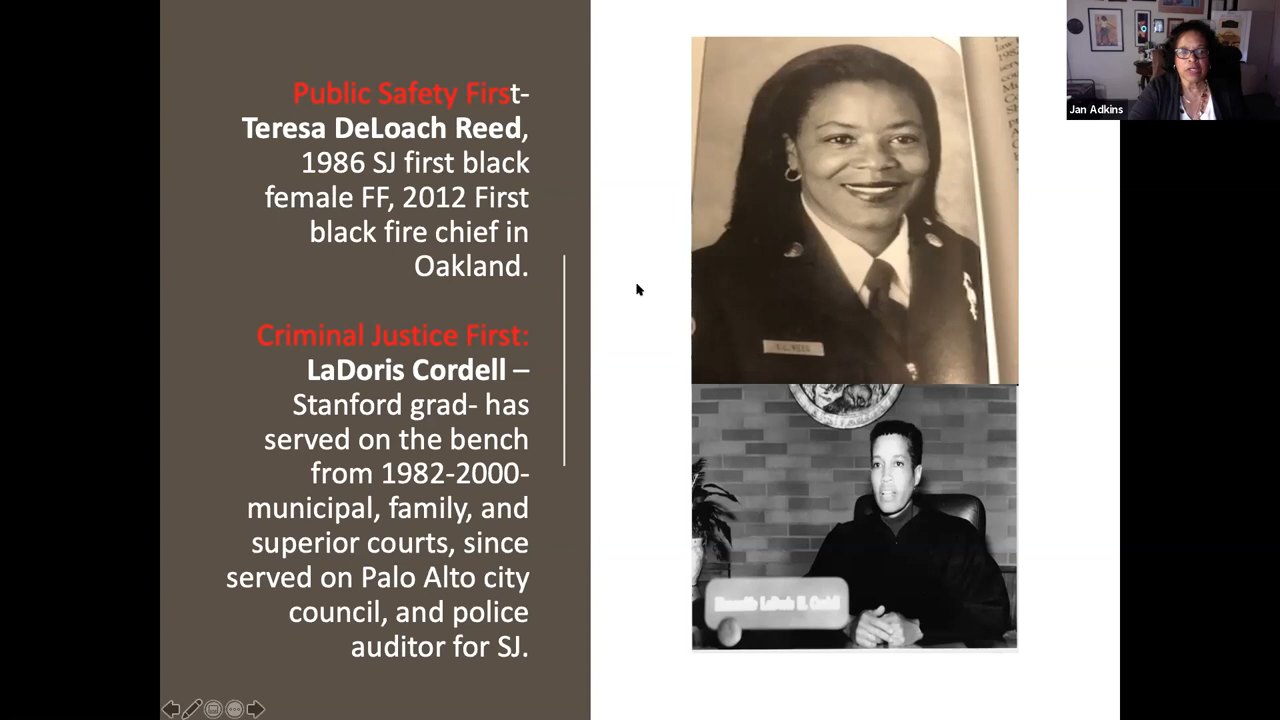 Public Safety First-
Teresa DeLoach Reed,
1986 SJ first black
female FF, 2012 First
black fire chief in
Oakland.
Criminal Justice First:
LaDoris Cordell –
Stanford grad- has
served on the bench
from 1982-2000-
municipal, family, and
superior courts, since
served on Palo Alto city
council, and police
auditor for SJ.
Jan Adkins